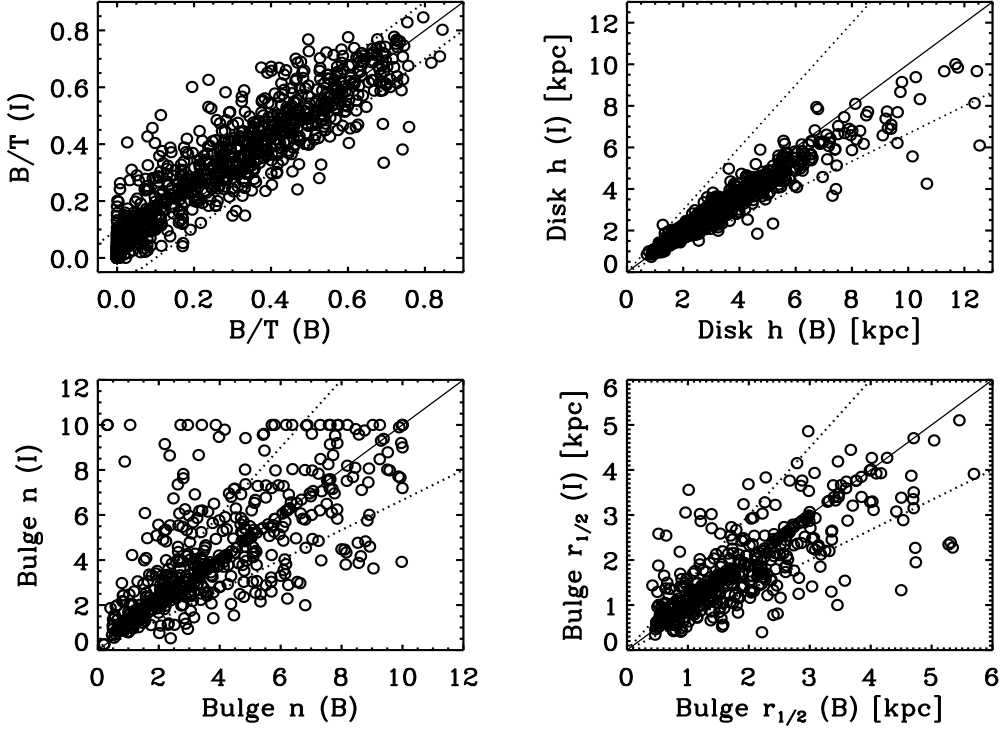 B/T (I)
0.8
0.6
0.4
0.2
0.0
0.0 0.2 0.4 0.6 0.8
B/T (B)
Disk h (I) [kpc]
12
10
8
6
4
2
0
0 2 4 6 8 10 12
Disk h (B) [kpc]
Bulge n (I)
12
10
8
6
4
2
0
0 2 4 6 8 10 12
Bulge n (B)
Bulge r1/2 (I) [kpc]
6
5
4
3
2
1
0
0 1 2 3 4 5 6
Bulge r1/2 (B) [kpc]